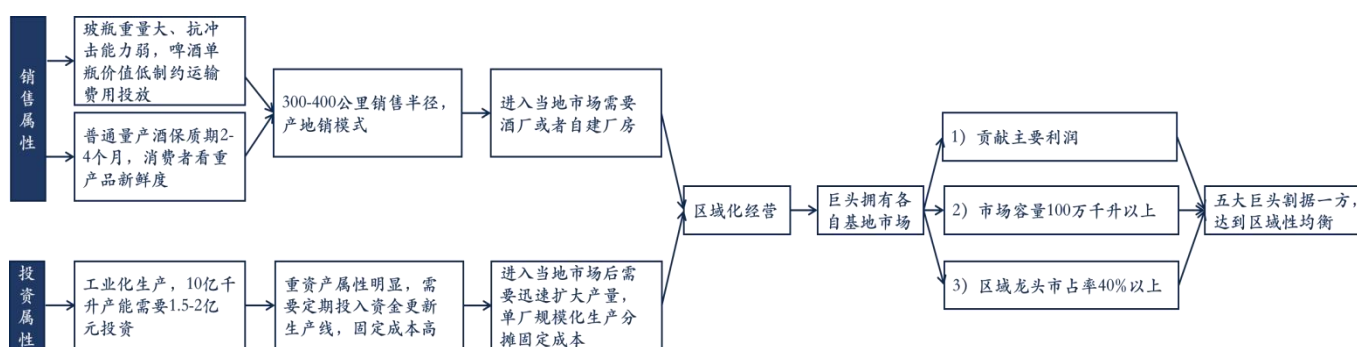 销售属性
玻瓶重量大、抗冲
击能力弱，啤酒单
瓶价值低制约运输
费用投放
普通量产酒保质期2-
4个月，消费者看重
产品新鲜度
300-400公里销售半径，
产地销模式
进入当地市场需要
酒厂或者自建厂房
投资属性
工业化生产，10亿千
升产能需要1.5-2亿
元投资
重资产属性明显，需
要定期投入资金更新
生产线，固定成本高
进入当地市场后需
要迅速扩大产量，
单厂规模化生产分
摊固定成本
区域化经营
巨头拥有各
自基地市场
1）贡献主要利润
2）市场容量100万千升以上
3）区域龙头市占率40%以上
五大巨头割据一方，
达到区域性均衡